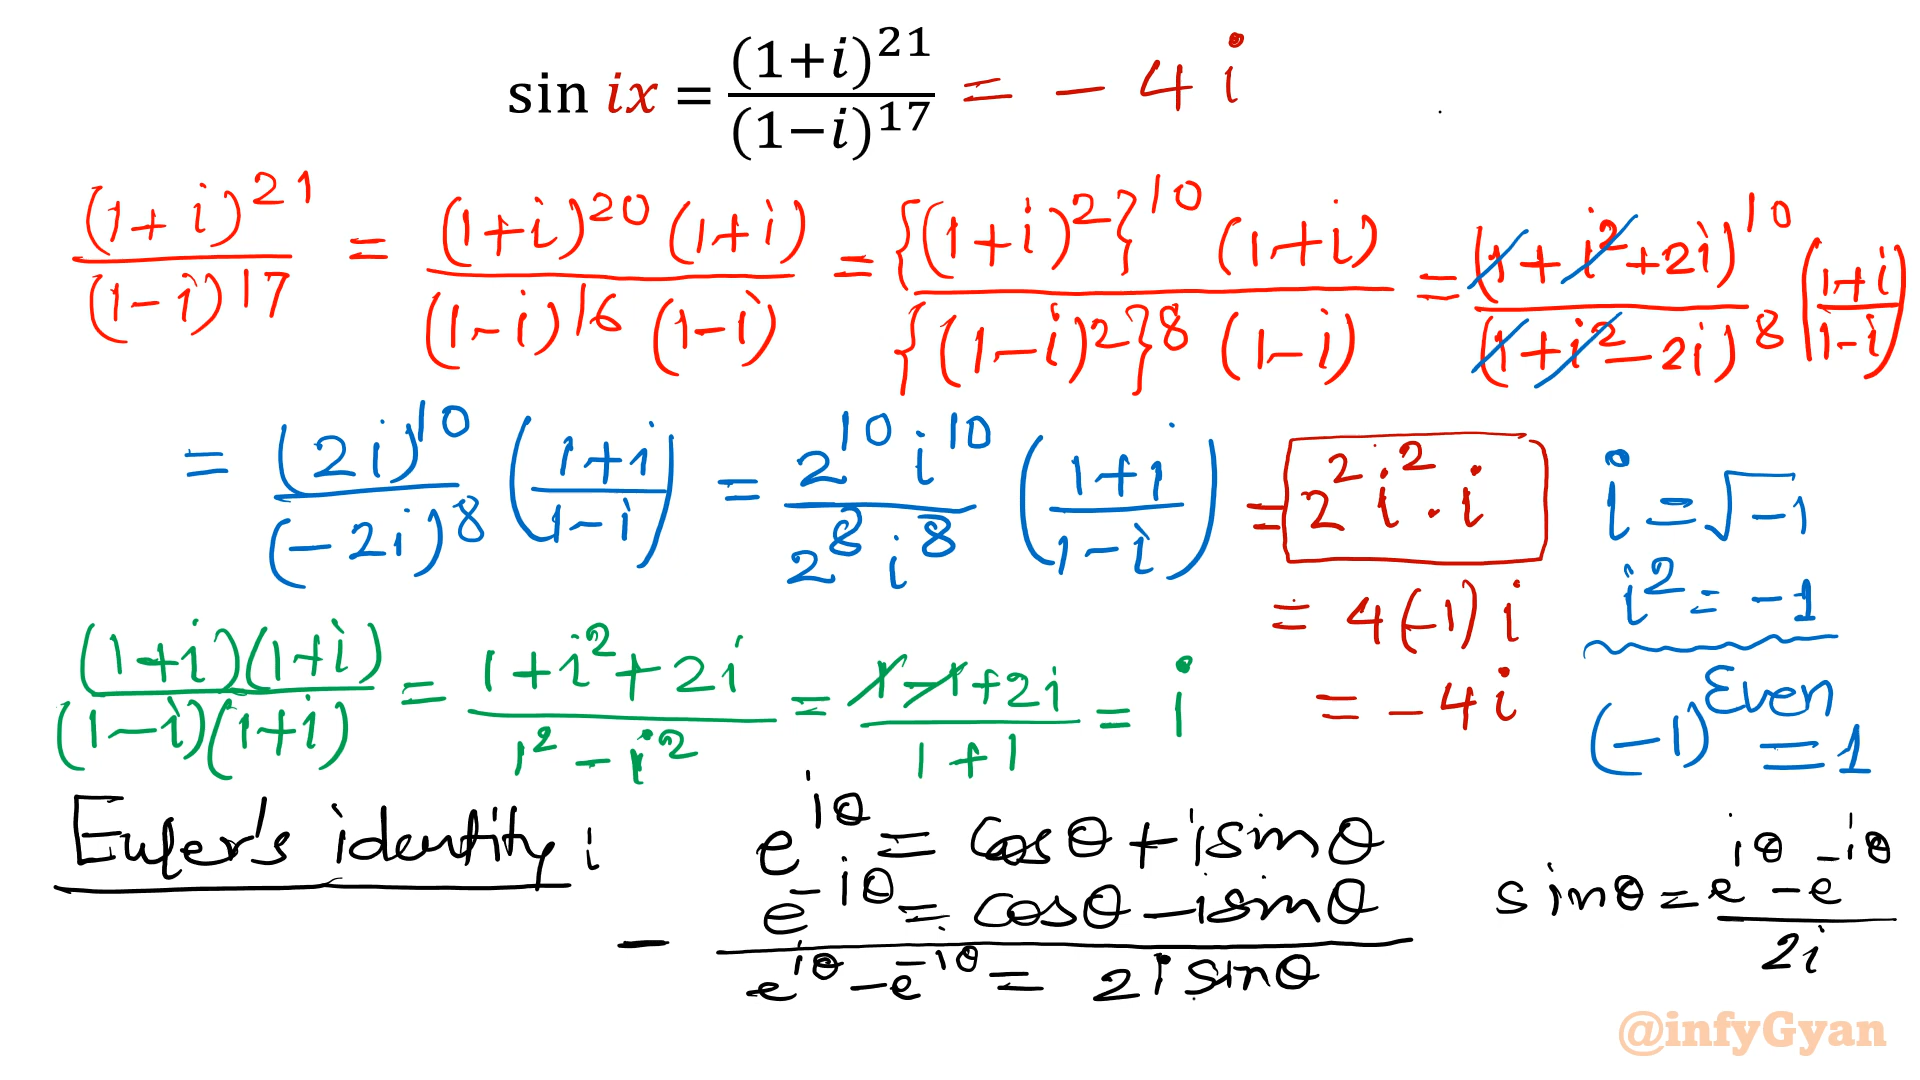 sin ix = (1+i)^21/(1−i)^17 = − 4 i
(1+i)^21/(1−i)^17 = (1+i)^20 (1+i)/(1−i)^16 (1−i) = {(1+i)^2}^10 (1+i)/{(1−i)^2}^8 (1−i) = (1+i^2+2i)^10/(1+i^2−2i)^8 (1+i/1−i)
= (2i)^10/(−2i)^8 (1+i/1−i) = 2^10 i^10/2^8 i^8 (1+i/1−i) = 2^2 i^2 · i
i = √−1
= 4(−1) i
i^2 = −1
(1+i)(1+i)/(1−i)(1+i) = 1+i^2+2i/1^2−i^2 = 1−1+2i/1+1 = i
= −4i
(−1)^Even = 1
Euler's identity :
e^iθ = cosθ + i sinθ
− e^−iθ = cosθ − i sinθ
e^iθ − e^−iθ = 2i sinθ
sinθ = e^iθ − e^−iθ/2i
@infyGyan